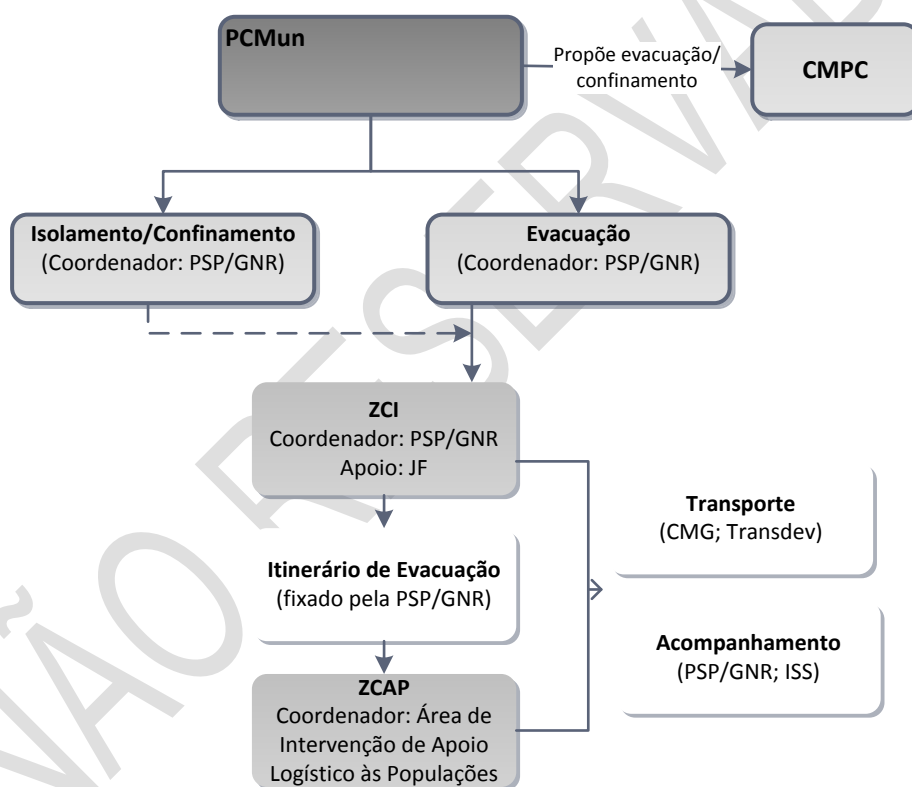 PCMun
Propõe evacuação/
confinamento
CMPC
Isolamento/Confinamento
(Coordenador: PSP/GNR)
Evacuação
(Coordenador: PSP/GNR)
ZCI
Coordenador: PSP/GNR
Apoio: JF
Transporte
(CMG; Transdev)
Itinerário de Evacuação
(fixado pela PSP/GNR)
Acompanhamento
(PSP/GNR; ISS)
ZCAP
Coordenador: Área de
Intervenção de Apoio
Logístico às Populações
NÃO RESERVAD